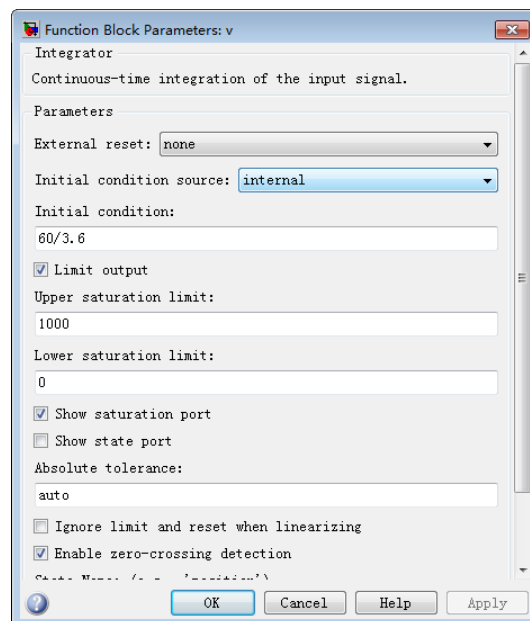 Function Block Parameters: v
Integrator
Continuous-time integration of the input signal.
Parameters
External reset: none
Initial condition source: internal
Initial condition:
60/3.6
Limit output
Upper saturation limit:
1000
Lower saturation limit:
0
Show saturation port
Show state port
Absolute tolerance:
auto
Ignore limit and reset when linearizing
Enable zero-crossing detection
State Name: (e.g., 'position')
OK Cancel Help Apply